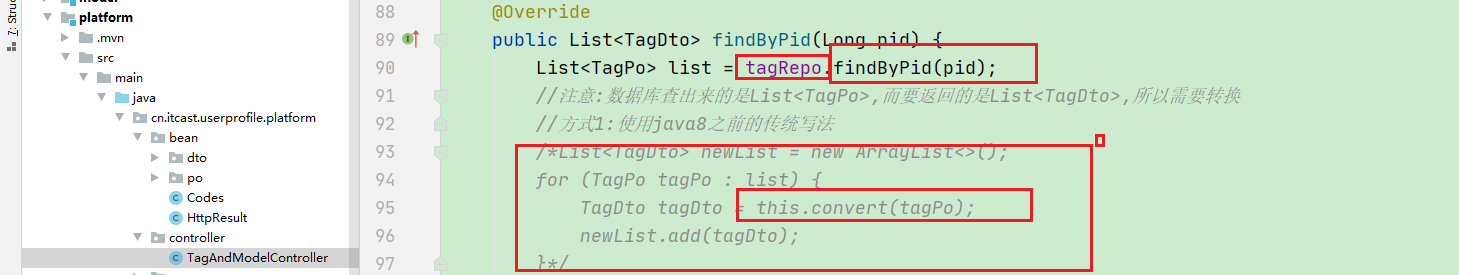 7: Struc
model
platform
.mvn
src
main
java
cn.itcast.userprofile.platform
bean
dto
po
Codes
HttpResult
controller
TagAndModelController
88 @Override
89 public List<TagDto> findByPid(Long pid) {
90 List<TagPo> list = tagRepo.findByPid(pid);
91 //注意:数据库查出来的是List<TagPo>,而要返回的是List<TagDto>,所以需要转换
92 //方式1:使用java8之前的传统写法
93 /*List<TagDto> newList = new ArrayList<>();
94 for (TagPo tagPo : list) {
95 TagDto tagDto = this.convert(tagPo);
96 newList.add(tagDto);
97 }*/